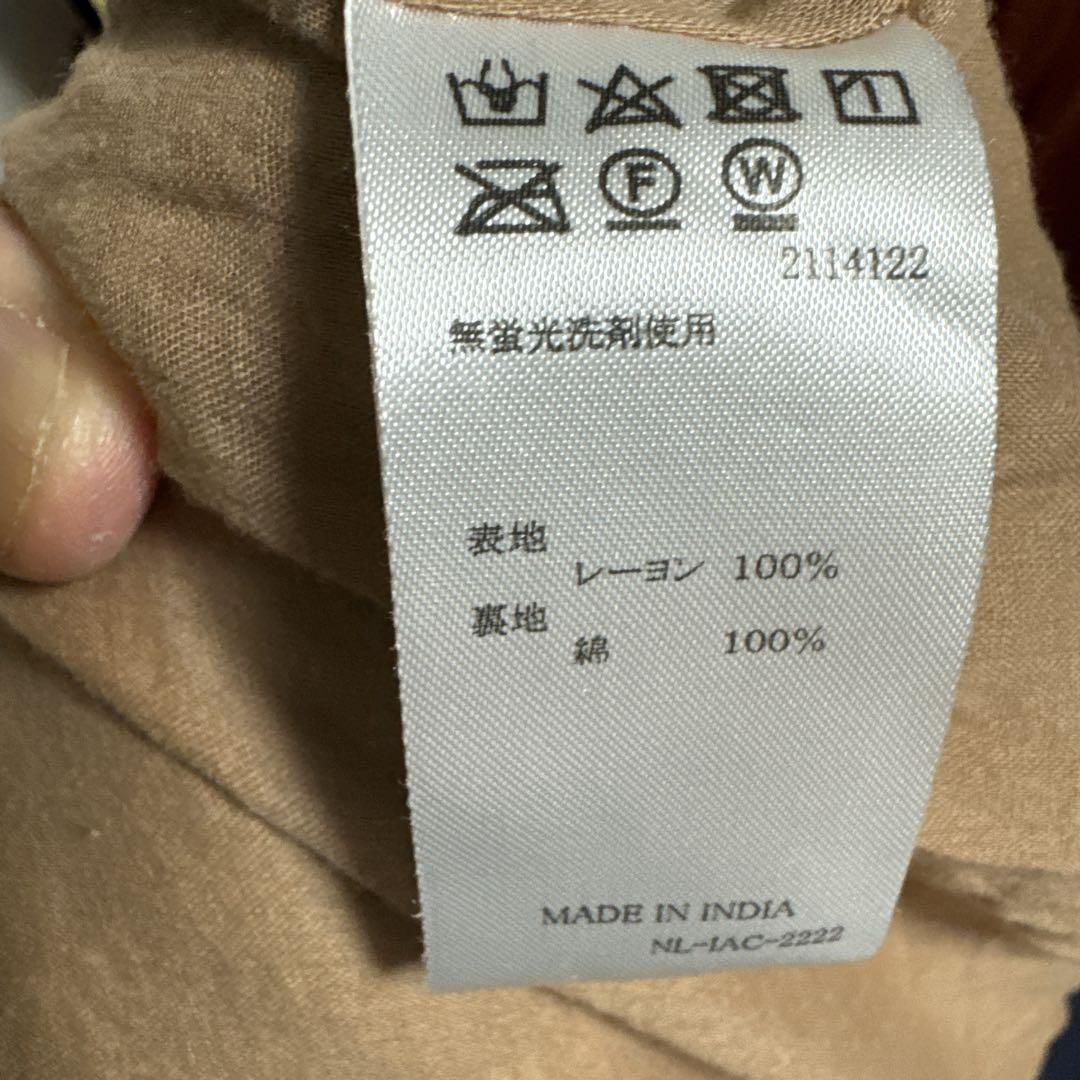 F W
2114122
無蛍光洗剤使用
表地
レーヨン 100%
裏地
綿 100%
MADE IN INDIA
NL-IAC-2222